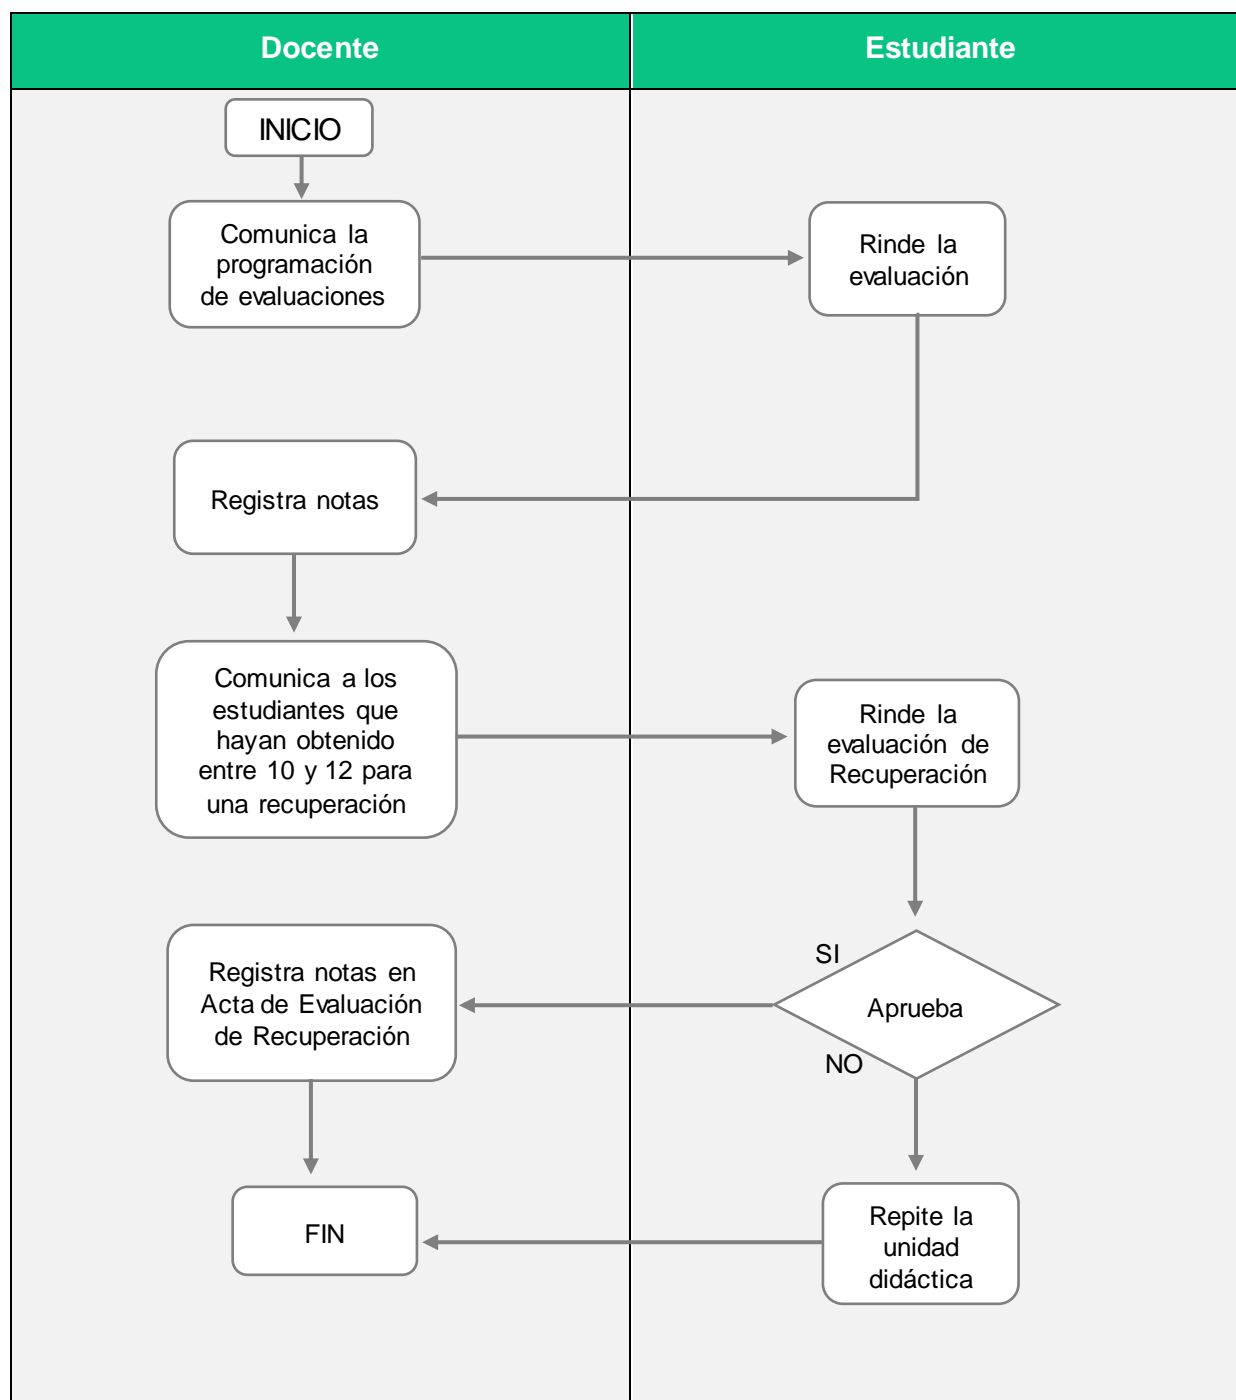 Docente
Estudiante
INICIO
Comunica la
programación
de evaluaciones
Rinde la
evaluación
Registra notas
Comunica a los
estudiantes que
hayan obtenido
entre 10 y 12 para
una recuperación
Rinde la
evaluación de
Recuperación
SI
Aprueba
NO
Registra notas en
Acta de Evaluación
de Recuperación
Repite la
unidad
didáctica
FIN